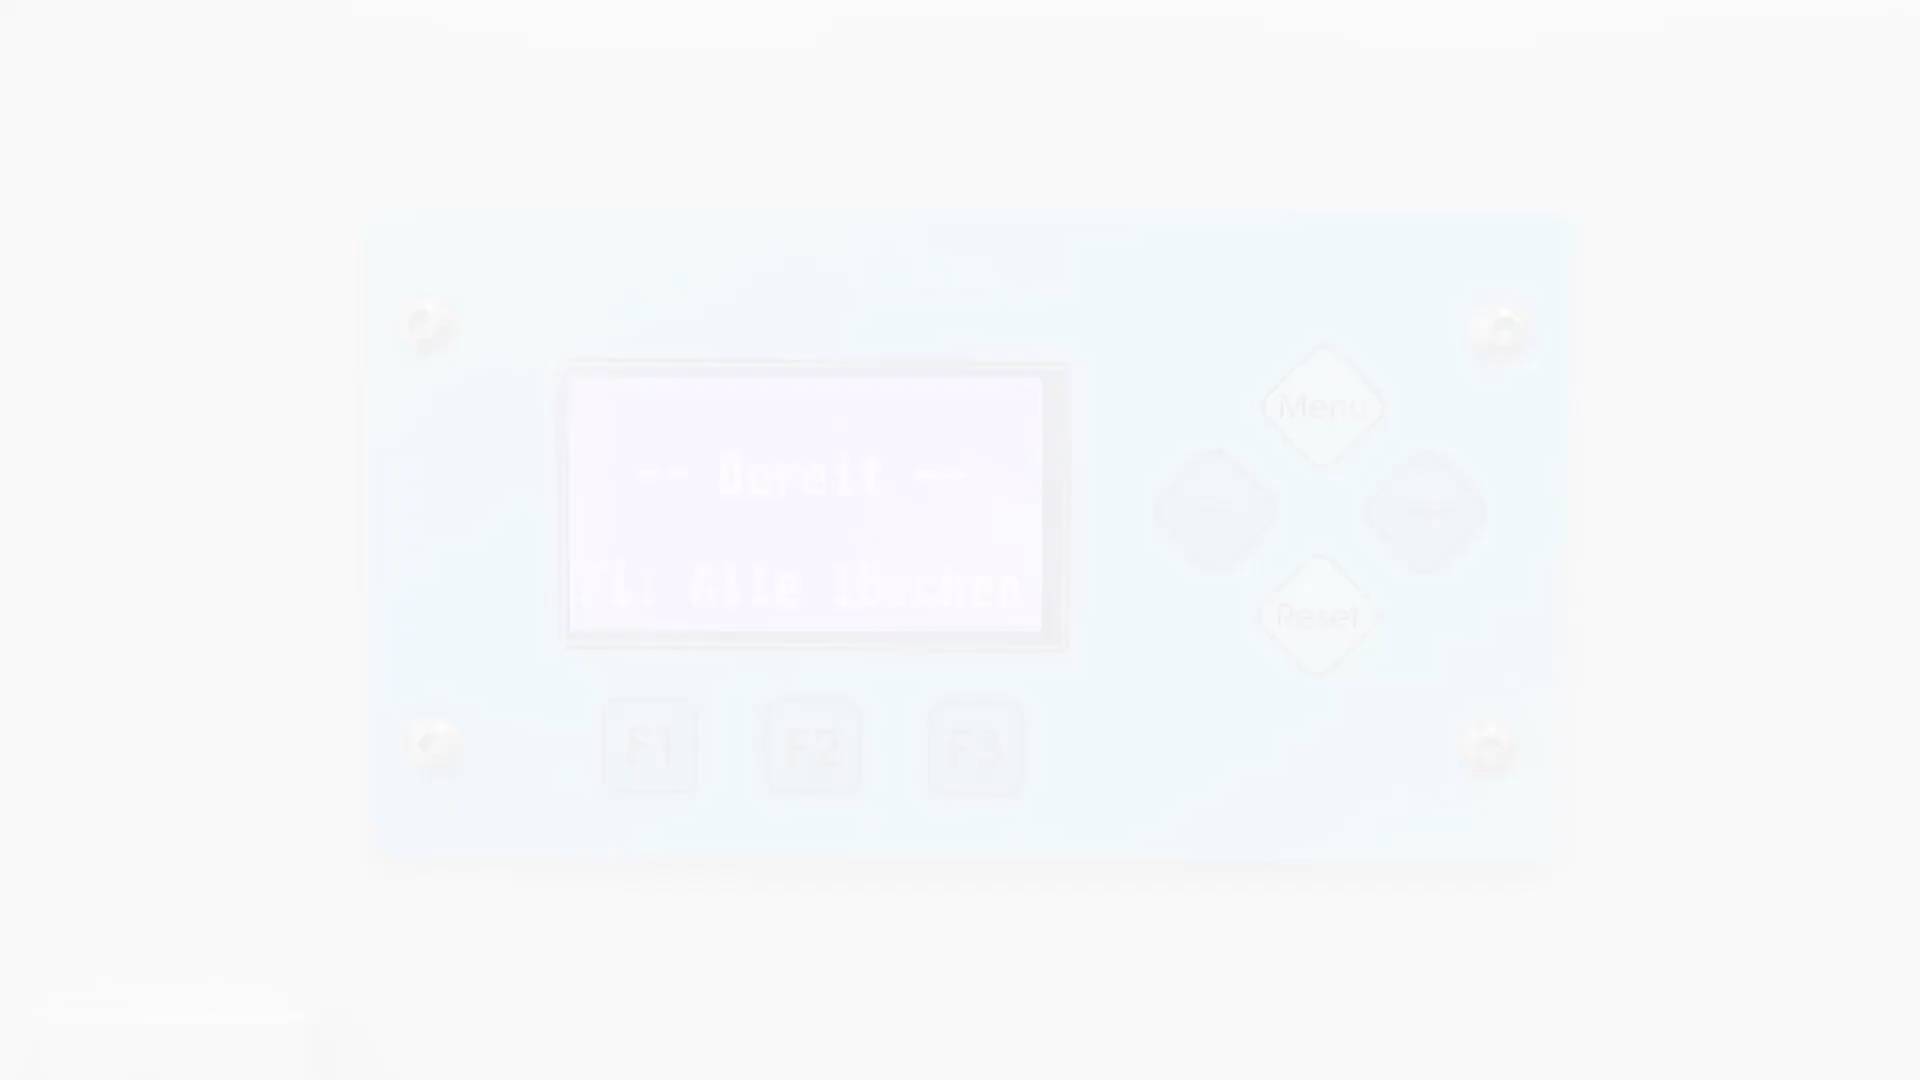 -- Bereit --
F1: Alle löschen
Menu
-
+
Reset
F1
F2
F3